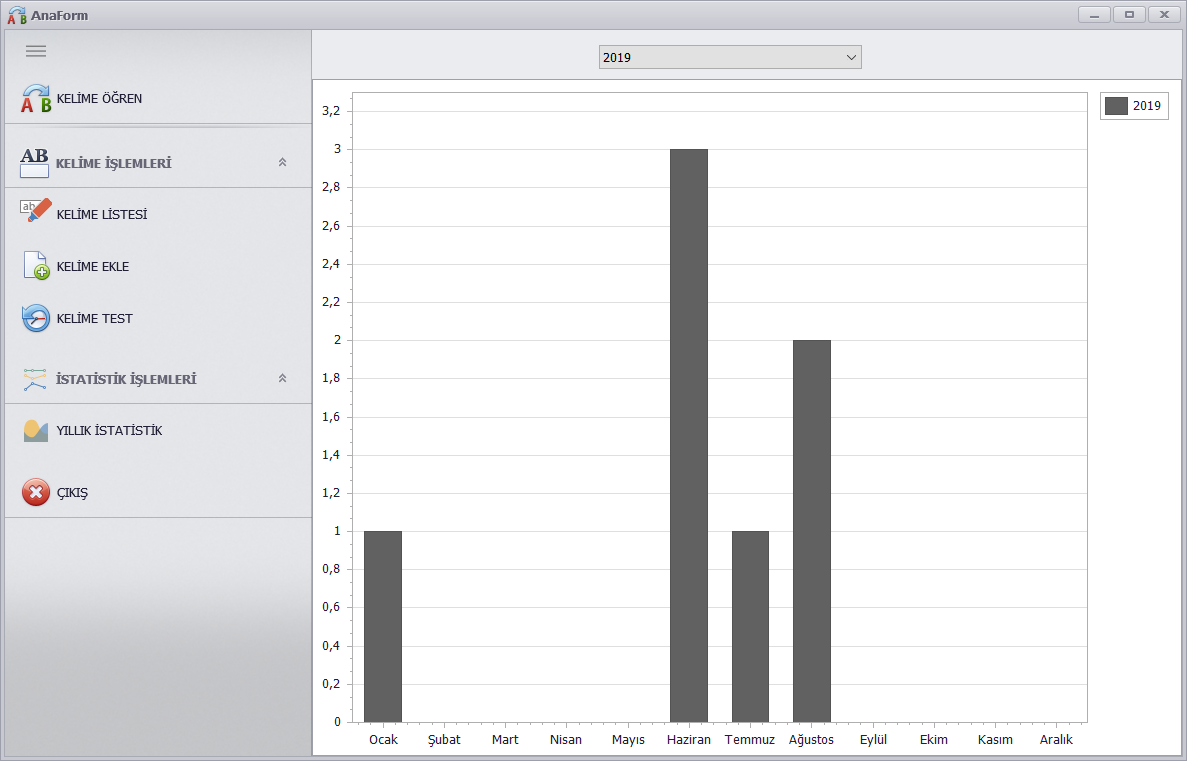 AnaForm
2019
A B KELİME ÖĞREN
AB KELİME İŞLEMLERİ
ab KELİME LİSTESİ
KELİME EKLE
KELİME TEST
İSTATİSTİK İŞLEMLERİ
YILLIK İSTATİSTİK
ÇIKIŞ
3,2
3
2,8
2,6
2,4
2,2
2
1,8
1,6
1,4
1,2
1
0,8
0,6
0,4
0,2
0
Ocak Şubat Mart Nisan Mayıs Haziran Temmuz Ağustos Eylül Ekim Kasım Aralık
2019